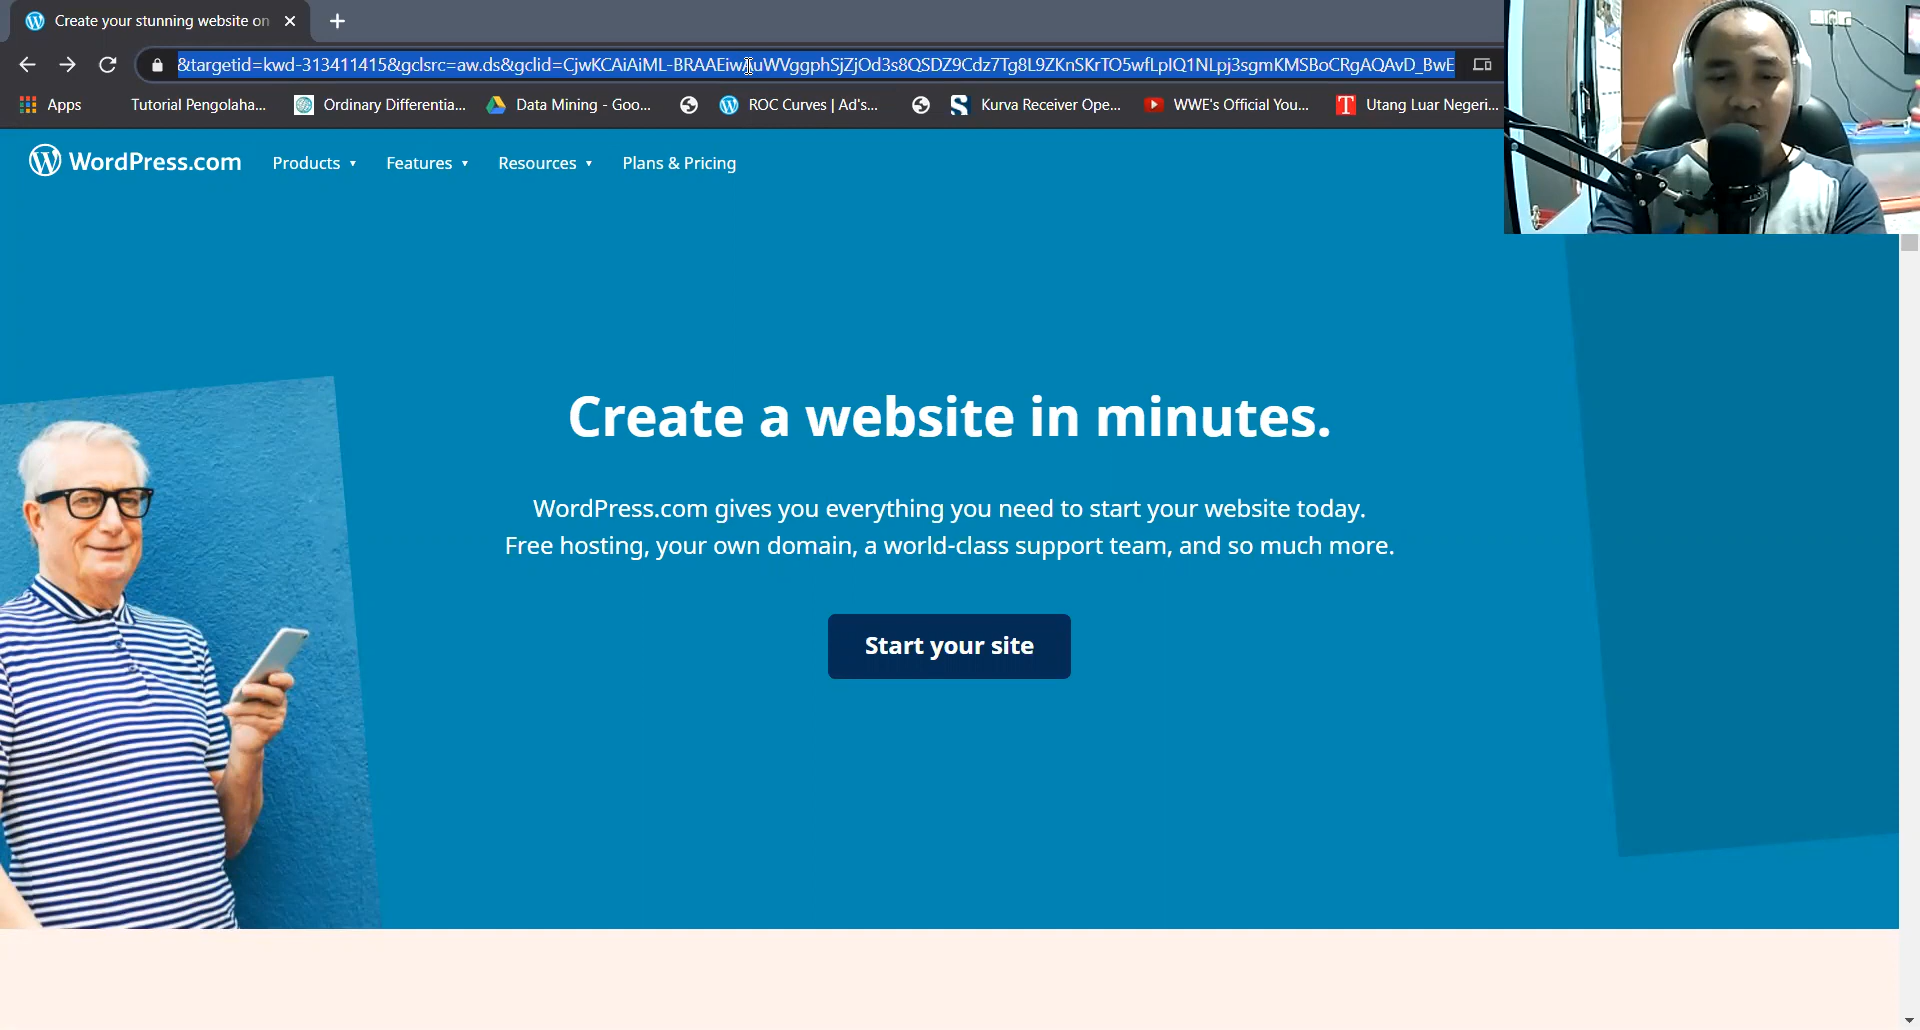 Create your stunning website on
&targetid=kwd-313411415&gclsrc=aw.ds&gclid=CjwKCAiAiML-BRAAEiwAuWVggphSjZjOd3s8QSDZ9Cdz7Tg8L9ZKnSKrTO5wfLpIQ1NLpj3sgmKMSBoCRgAQAvD_BwE
Apps Tutorial Pengolaha... Ordinary Differentia... Data Mining - Goo... ROC Curves | Ad's... Kurva Receiver Ope... WWE's Official You... Utang Luar Negeri...
WordPress.com Products Features Resources Plans & Pricing
Create a website in minutes.
WordPress.com gives you everything you need to start your website today.
Free hosting, your own domain, a world-class support team, and so much more.
Start your site